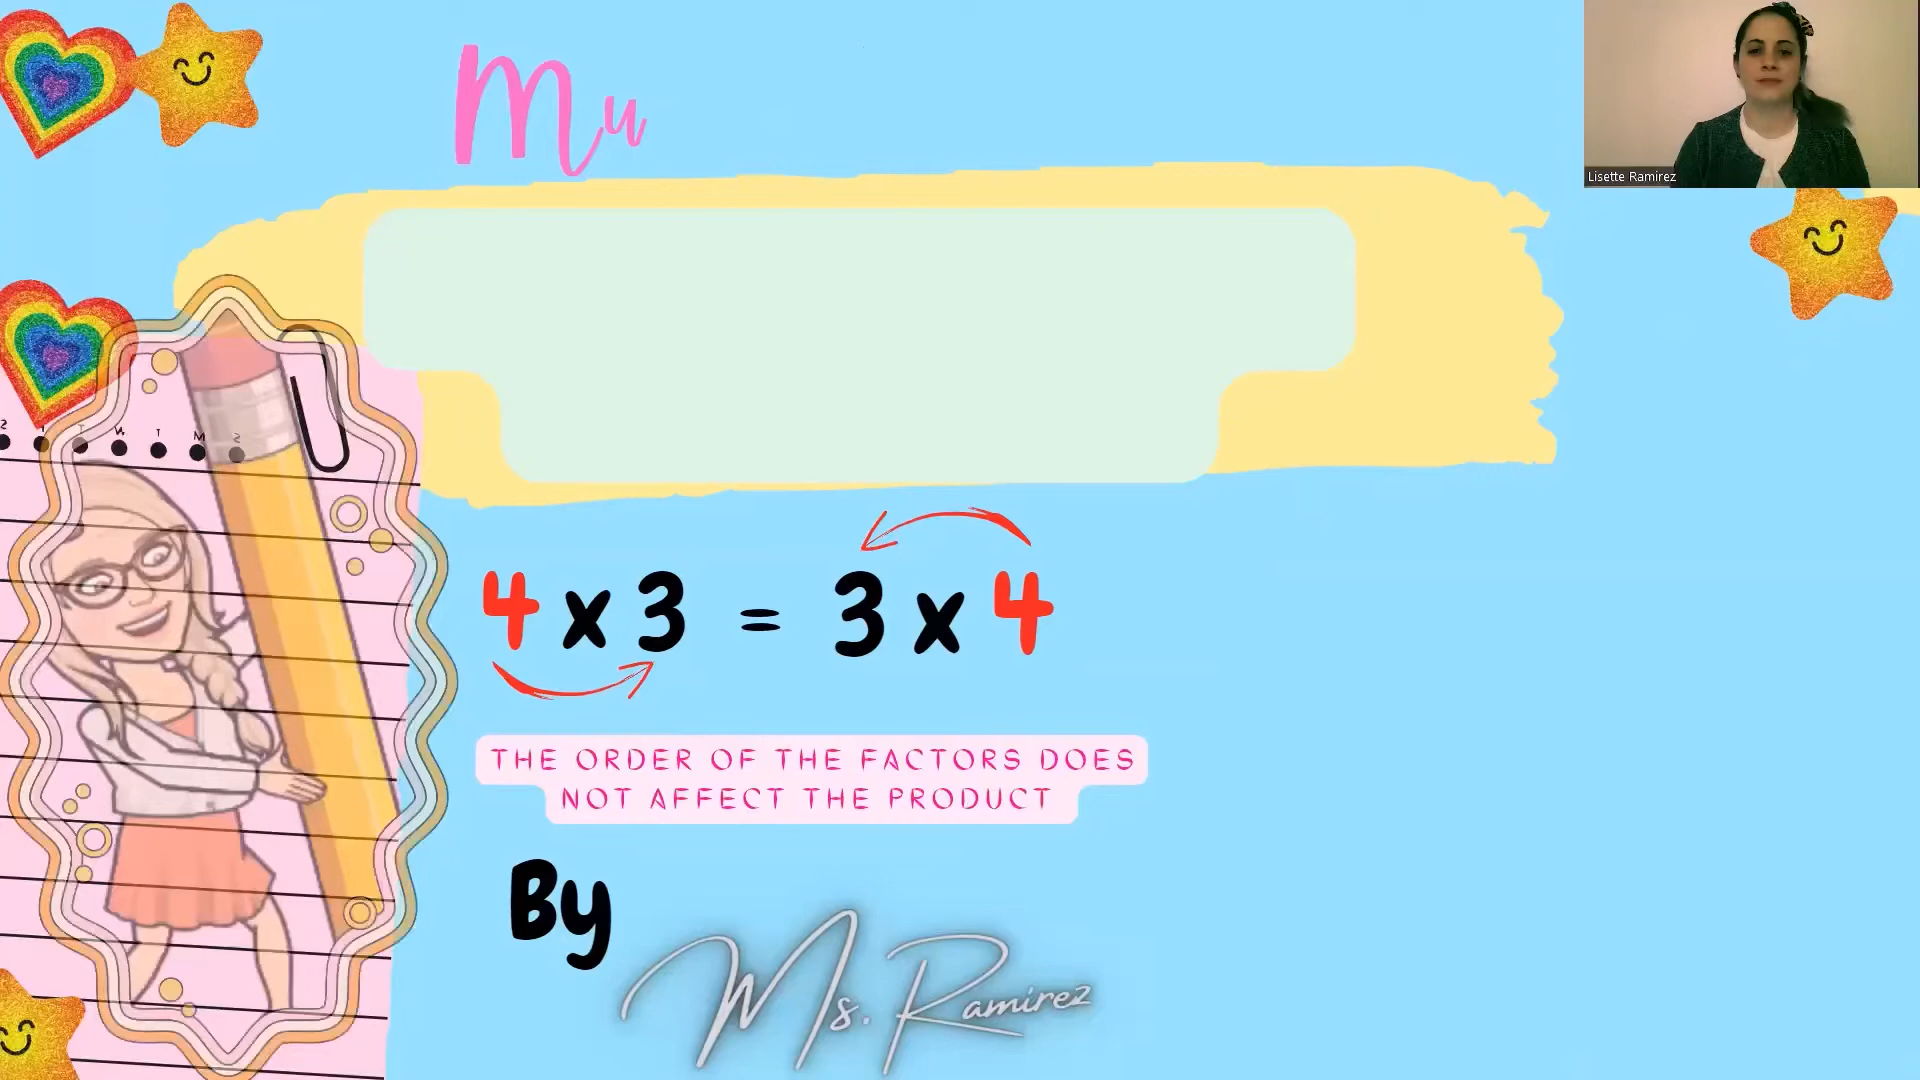 Mu
Lisette Ramirez
S T T W T M S
4 x 3 = 3 x 4
THE ORDER OF THE FACTORS DOES
NOT AFFECT THE PRODUCT
By
Ms. Ramirez